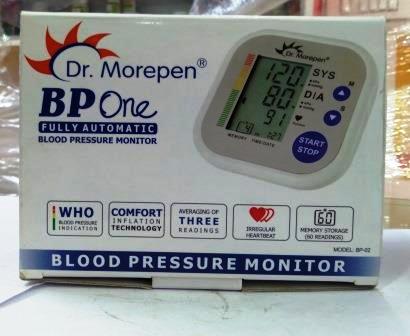 Dr. Morepen®
BP One
FULLY AUTOMATIC
BLOOD PRESSURE MONITOR
120 SYS
80 DIA
91
M
S
START
STOP
MEMORY TIME/DATE
WHO
BLOOD PRESSURE
INDICATION
COMFORT
INFLATION
TECHNOLOGY
AVERAGING OF
THREE
READINGS
IRREGULAR
HEARTBEAT
60
MEMORY STORAGE
(60 READINGS)
MODEL: BP-02
BLOOD PRESSURE MONITOR